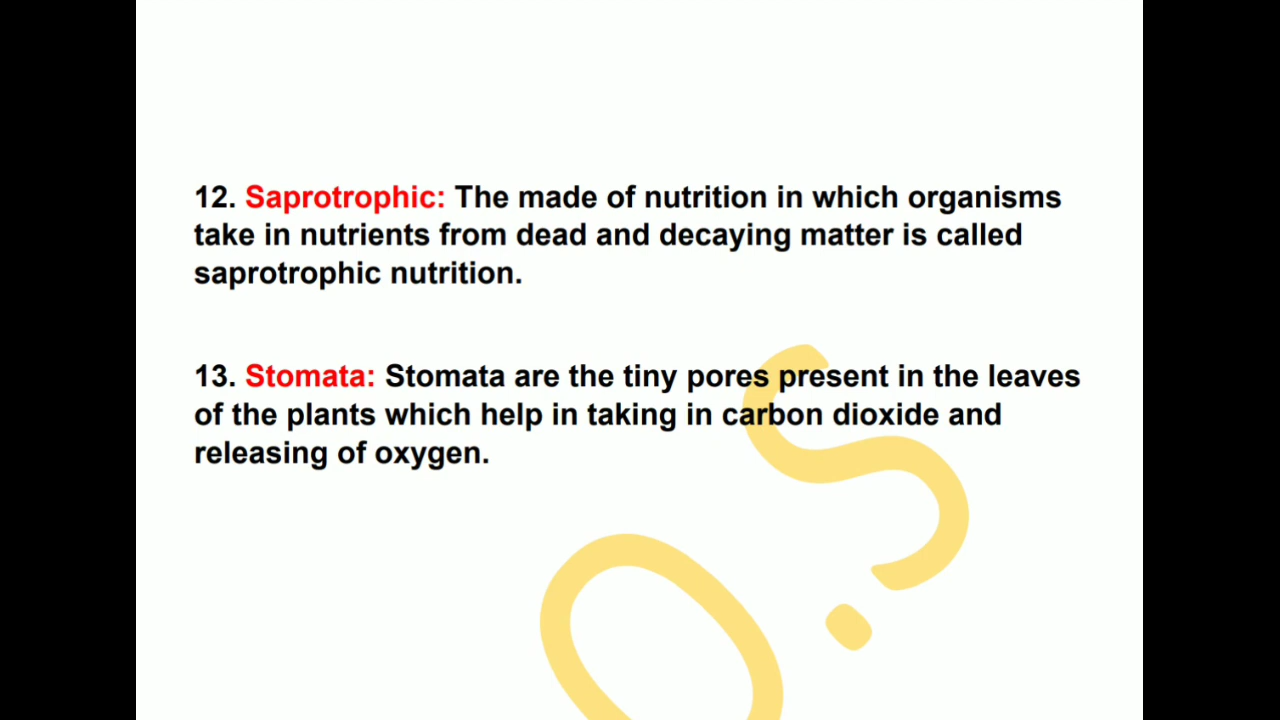 12. Saprotrophic: The made of nutrition in which organisms
take in nutrients from dead and decaying matter is called
saprotrophic nutrition.
13. Stomata: Stomata are the tiny pores present in the leaves
of the plants which help in taking in carbon dioxide and
releasing of oxygen.
O.S